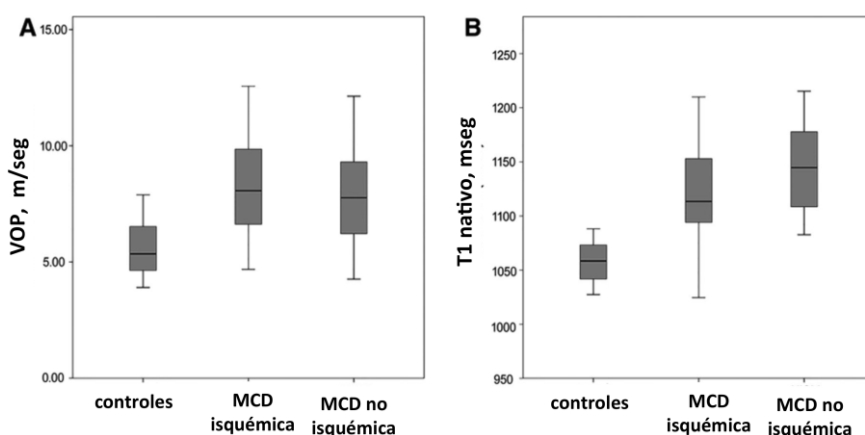 A
15.00
10.00
5.00
0.00
VOP, m/seg
controles
MCD
isquémica
MCD no
isquémica
B
1250
1200
1150
1100
1050
1000
950
T1 nativo, mseg
controles
MCD
isquémica
MCD no
isquémica